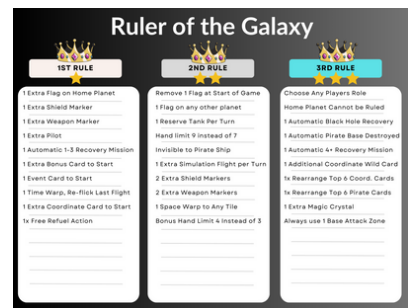 Ruler of the Galaxy
1ST RULE
1 Extra Flag on Home Planet
1 Extra Shield Marker
1 Extra Weapon Marker
1 Extra Pilot
1 Automatic 1-3 Recovery Mission
1 Extra Bonus Card to Start
1 Event Card to Start
1 Time Warp, Re-flick Last Flight
1 Extra Coordinate Card to Start
1x Free Refuel Action
2ND RULE
Remove 1 Flag at Start of Game
1 Flag on any other planet
1 Reserve Tank Per Turn
Hand limit 9 instead of 7
Invisible to Pirate Ship
1 Extra Simulation Flight per Turn
2 Extra Shield Markers
2 Extra Weapon Markers
1 Space Warp to Any Tile
Bonus Hand Limit 4 Instead of 3
3RD RULE
Choose Any Players Role
Home Planet Cannot be Ruled
1 Automatic Black Hole Recovery
1 Automatic Pirate Base Destroyed
1 Automatic 4+ Recovery Mission
1 Additional Coordinate Wild Card
1x Rearrange Top 6 Coord. Cards
1x Rearrange Top 6 Pirate Cards
1 Extra Magic Crystal
Always use 1 Base Attack Zone